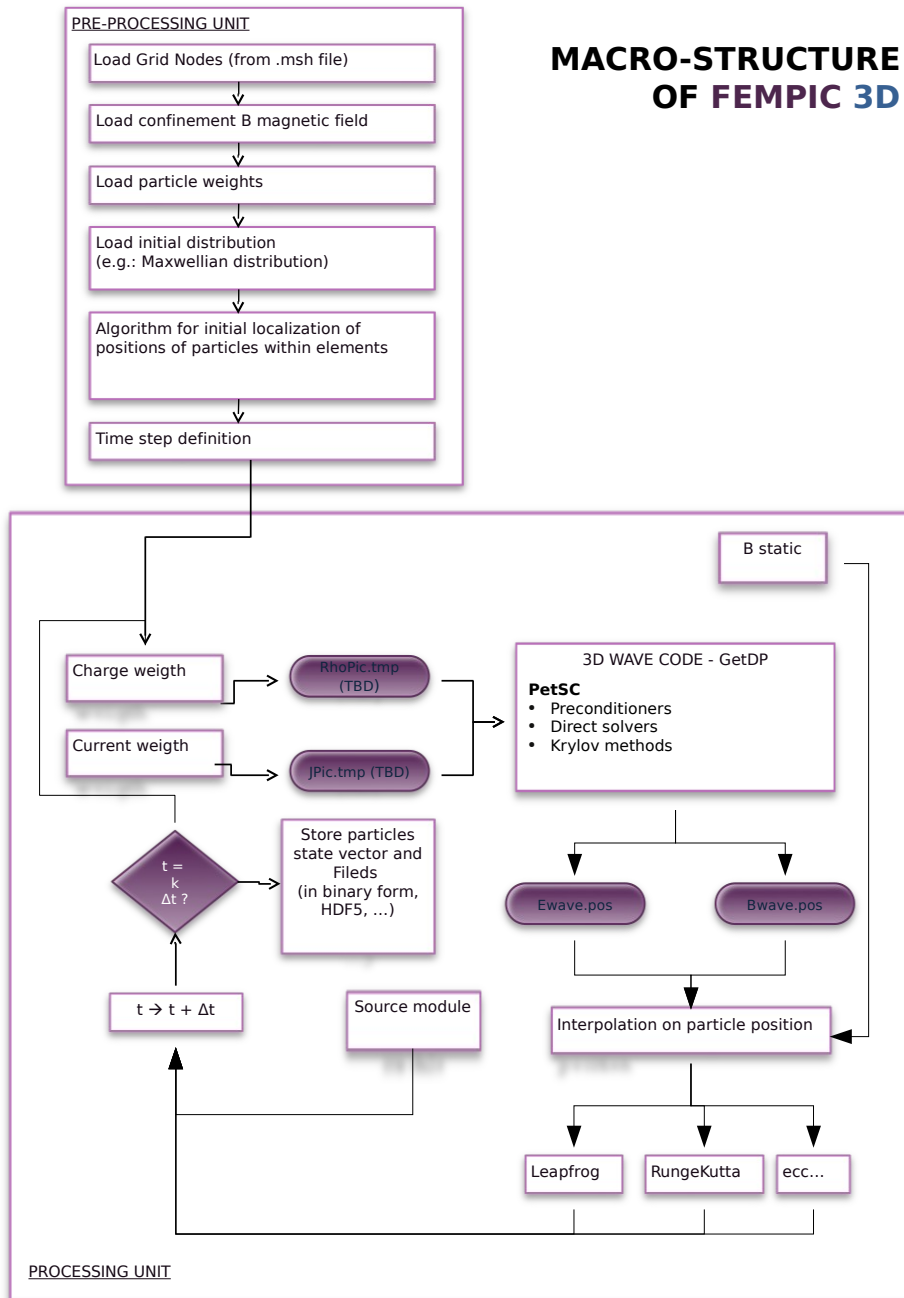 PRE-PROCESSING UNIT
MACRO-STRUCTURE
OF FEMPIC 3D
Load Grid Nodes (from .msh file)
Load confinement B magnetic field
Load particle weights
Load initial distribution
(e.g.: Maxwellian distribution)
Algorithm for initial localization of
positions of particles within elements
Time step definition
B static
Charge weigth
RhoPic.tmp
(TBD)
Current weigth
JPic.tmp (TBD)
3D WAVE CODE - GetDP
PetSC
• Preconditioners
• Direct solvers
• Krylov methods
t =
k
Δt ?
Store particles
state vector and
Fileds
(in binary form,
HDF5, ...)
Ewave.pos
Bwave.pos
t → t + Δt
Source module
Interpolation on particle position
Leapfrog
RungeKutta
ecc...
PROCESSING UNIT